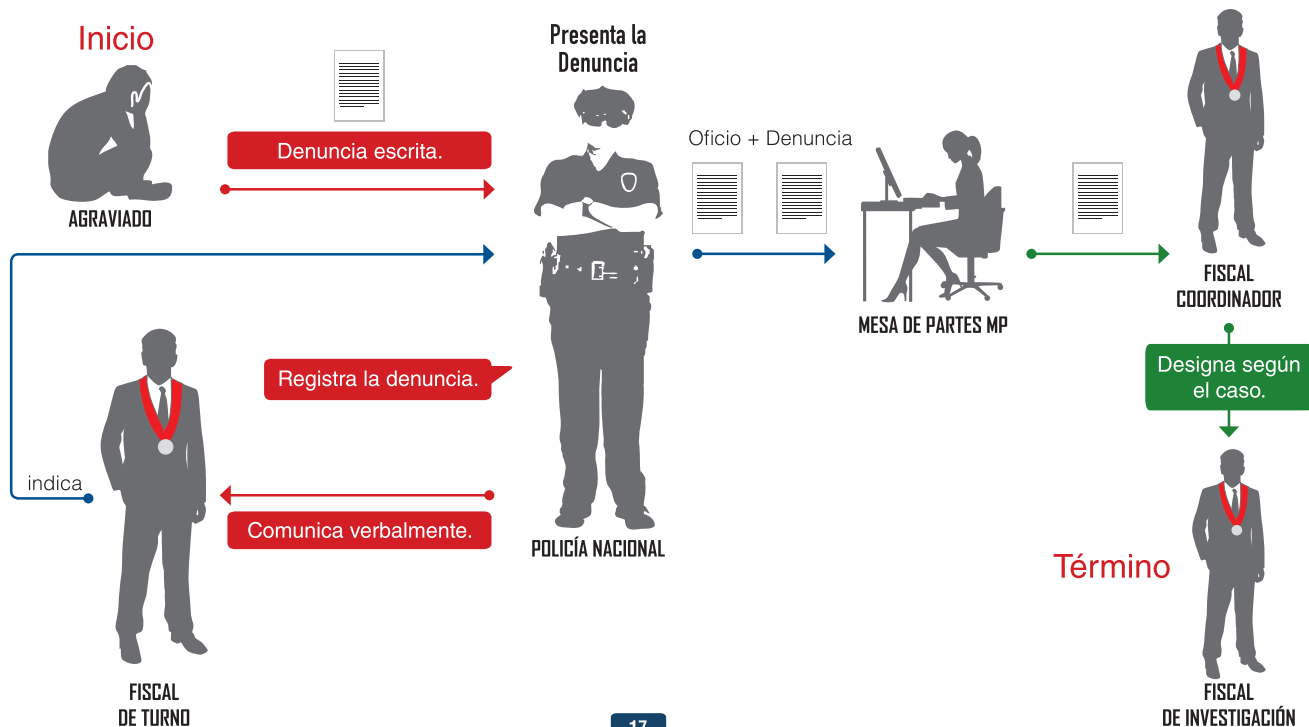 Inicio
AGRAVIADO
Denuncia escrita.
Presenta la
Denuncia
Registra la denuncia.
Comunica verbalmente.
POLICÍA NACIONAL
indica
FISCAL
DE TURNO
Oficio + Denuncia
MESA DE PARTES MP
FISCAL
COORDINADOR
Designa según
el caso.
Término
FISCAL
DE INVESTIGACIÓN
17